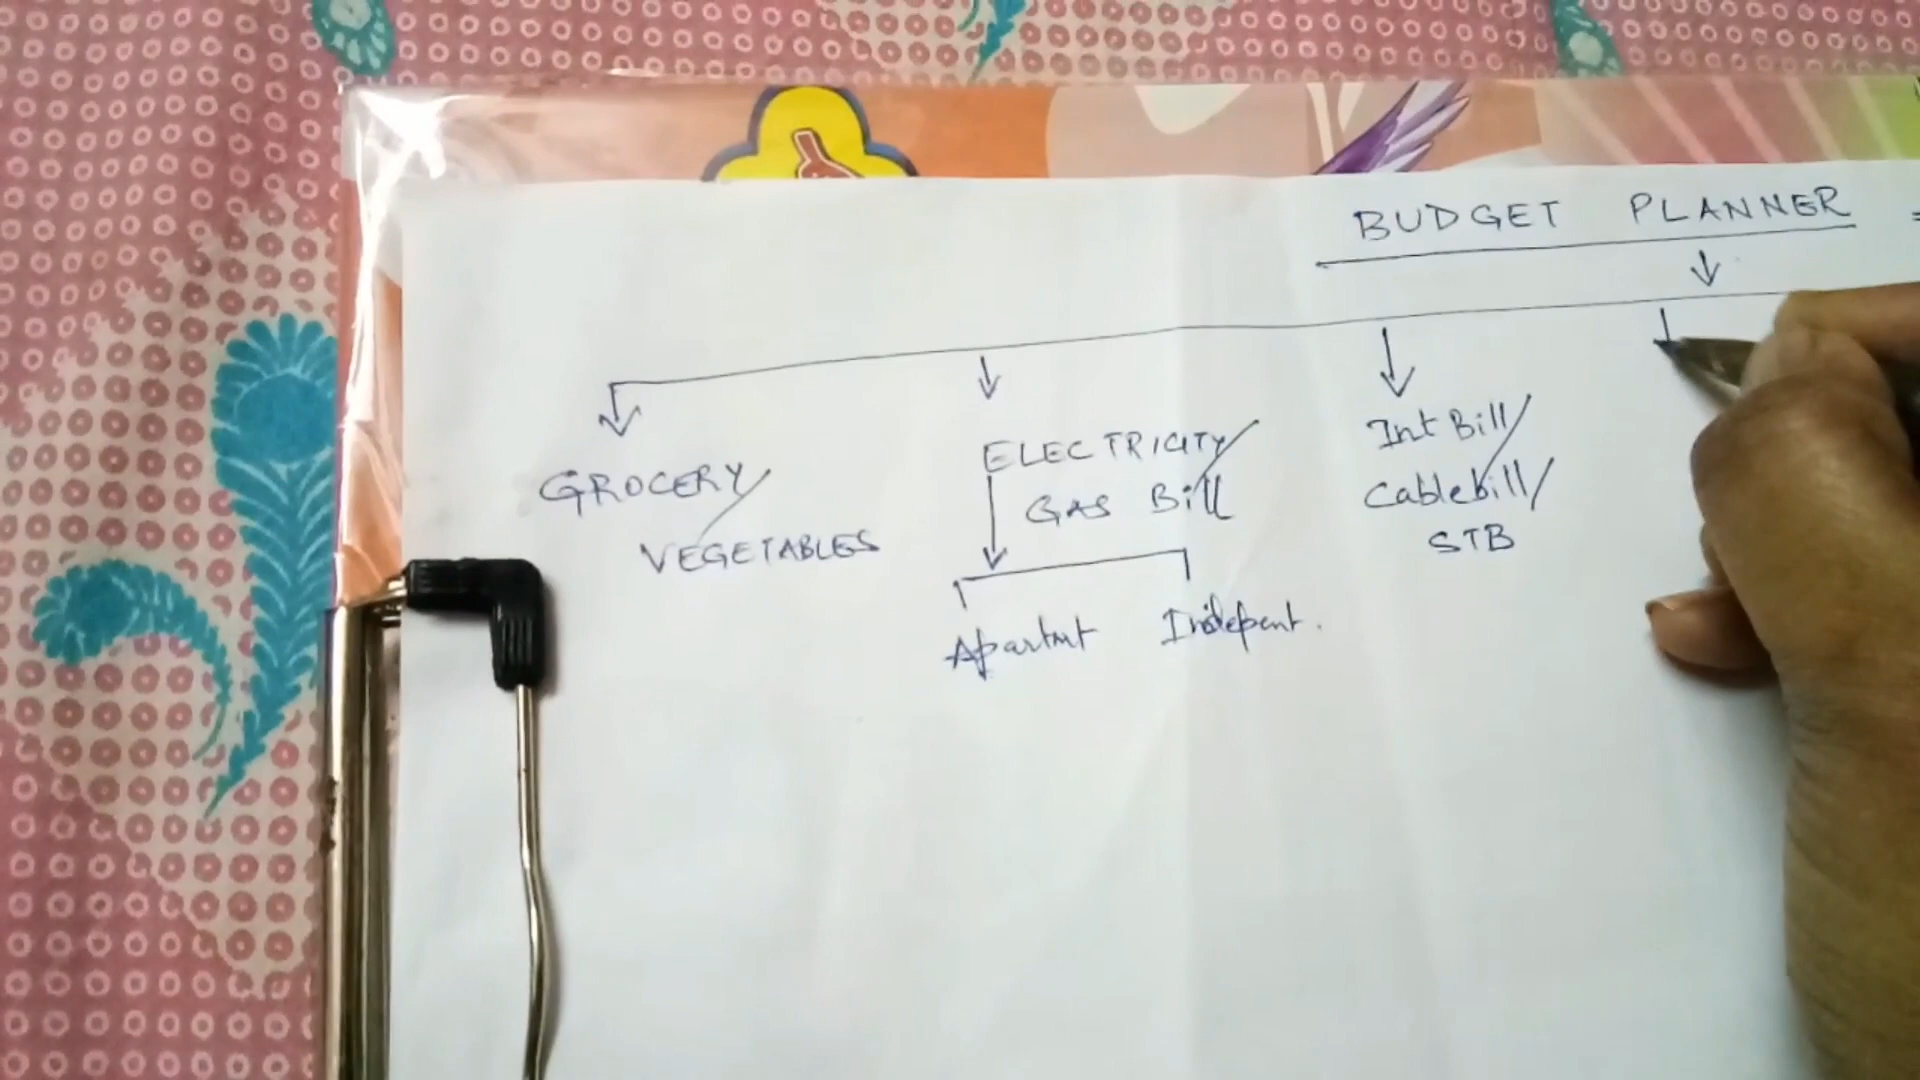 BUDGET PLANNER =
GROCERY/
VEGETABLES
ELECTRICITY/
GAS Bill
Apartmt Indepent.
Int Bill/
Cablebill/
STB